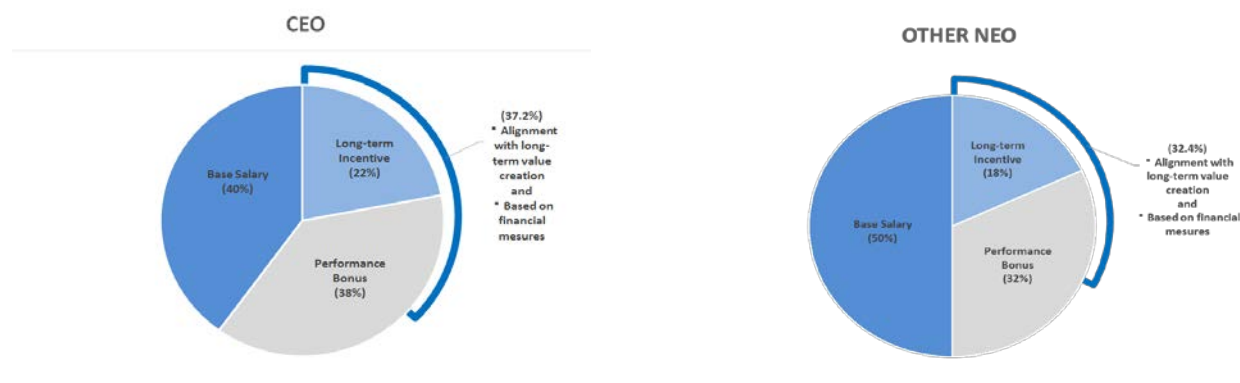 CEO
Long-term
Incentive
(22%)
Base Salary
(40%)
Performance
Bonus
(38%)
(37.2%)
* Alignment
with long-
term value
creation
and
* Based on
financial
mesures
OTHER NEO
Long-term
Incentive
(18%)
Base Salary
(50%)
Performance
Bonus
(32%)
(32.4%)
* Alignment with
long-term value
creation
and
* Based on financial
mesures